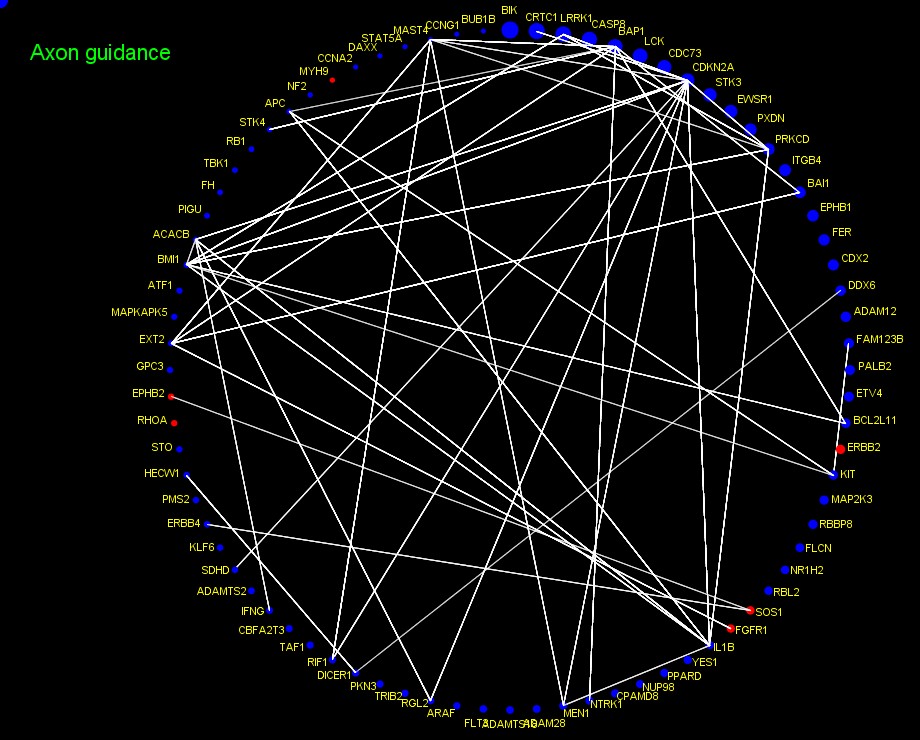 Axon guidance
BIK
CRTC1
LRRK1
CASP8
BAP1
LCK
CDC73
CDKN2A
STK3
EWSR1
PXDN
PRKCD
ITGB4
BAI1
EPHB1
FER
CDX2
DDX6
ADAM12
FAM123B
PALB2
ETV4
BCL2L11
ERBB2
KIT
MAP2K3
RBBP8
FLCN
NR1H2
RBL2
SOS1
FGFR1
IL1B
YES1
PPARD
NUP98
CPAMD8
NTRK1
MEN1
ADAM28
FLT3
ARAF
RGL2
TRIB2
PKN3
DICER1
RIF1
TAF1
CBFA2T3
IFNG
ADAMTS2
SDHD
KLF6
ERBB4
PMS2
HECW1
STO
RHOA
EPHB2
GPC3
EXT2
MAPKAPK5
ATF1
BMI1
ACACB
PIGU
FH
TBK1
RB1
STK4
APC
NF2
MYH9
CCNA2
DAXX
STAT5A
MAST4
CCNG1
BUB1B